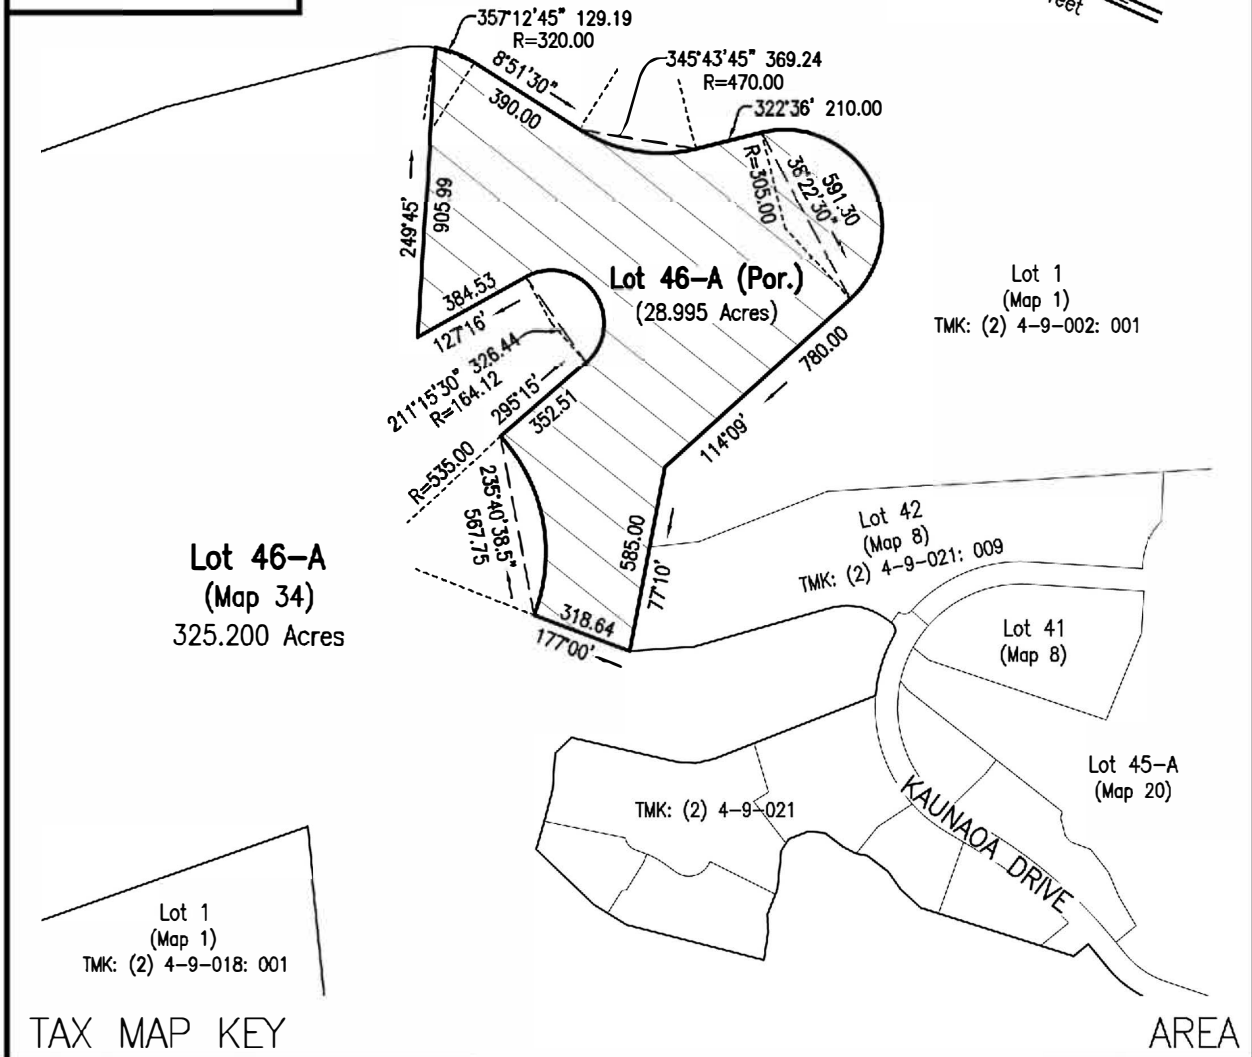 eet
357°12'45" 129.19
R=320.00
8°51'30"
390.00
345°43'45" 369.24
R=470.00
322°36' 210.00
R=305.00
38°22'30"
591.30
249°45'
905.99
Lot 46-A (Por.)
(28.995 Acres)
Lot 1
(Map 1)
TMK: (2) 4-9-002: 001
384.53
127°16'
211°15'30" 326.44
R=164.12
295°15'
352.51
780.00
114°09'
R=535.00
235°40'38.5"
567.75
585.00
77°10'
318.64
177°00'
Lot 46-A
(Map 34)
325.200 Acres
Lot 42
(Map 8)
TMK: (2) 4-9-021: 009
Lot 41
(Map 8)
Lot 45-A
(Map 20)
TMK: (2) 4-9-021
KAUNAOA DRIVE
Lot 1
(Map 1)
TMK: (2) 4-9-018: 001
TAX MAP KEY
AREA